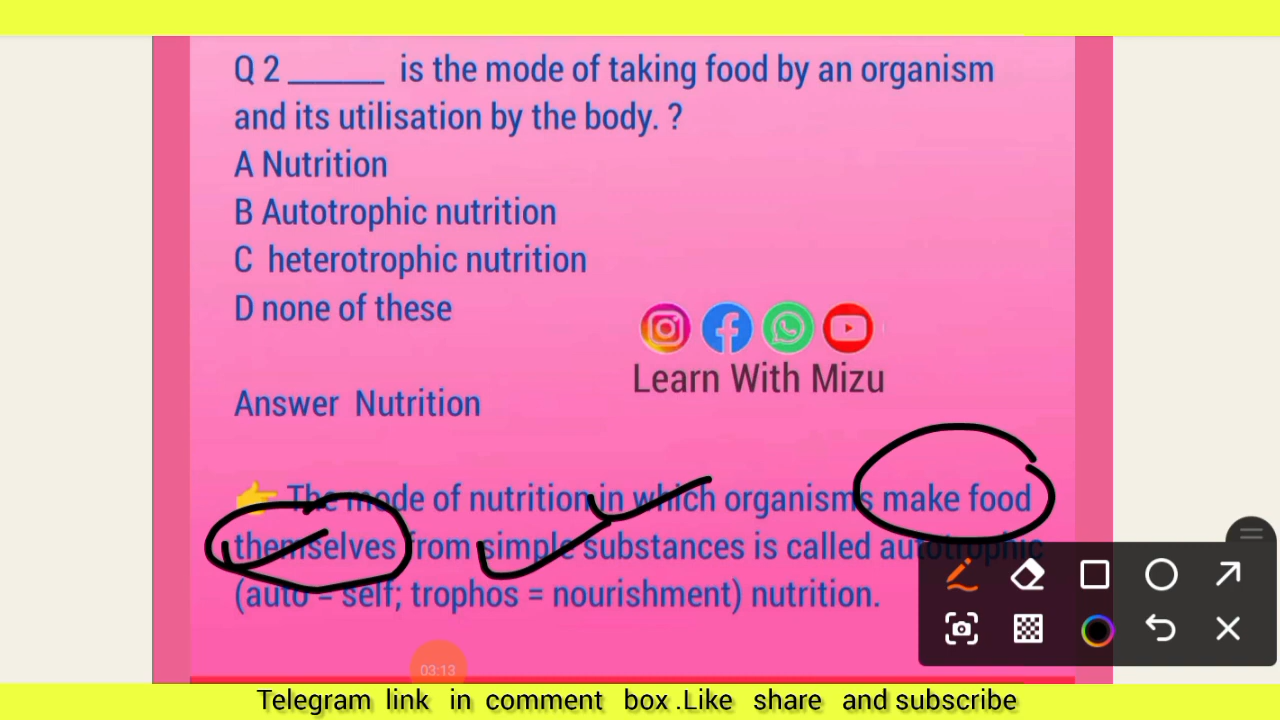 Q 2 ______ is the mode of taking food by an organism
and its utilisation by the body. ?
A Nutrition
B Autotrophic nutrition
C heterotrophic nutrition
D none of these
Learn With Mizu
Answer Nutrition
👉 The mode of nutrition in which organisms make food
themselves from simple substances is called autotrophic
(auto = self; trophos = nourishment) nutrition.
03:13
Telegram link in comment box .Like share and subscribe